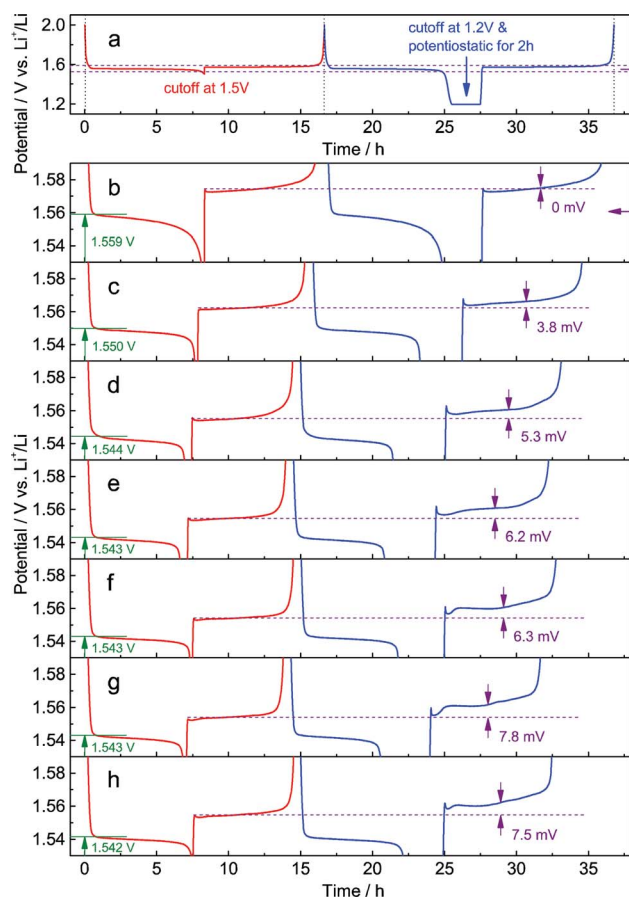 2.0
a
cutoff at 1.2V &
potentiostatic for 2h
1.6
cutoff at 1.5V
1.2
0 5 10 15 20 25 30 35
Time / h
Potential / V vs. Li⁺/Li
b
1.58
1.56
1.54
1.559 V
0 mV
c
1.58
1.56
1.54
1.550 V
3.8 mV
d
1.58
1.56
1.54
1.544 V
5.3 mV
Potential / V vs. Li⁺/Li
e
1.58
1.56
1.54
1.543 V
6.2 mV
f
1.58
1.56
1.54
1.543 V
6.3 mV
g
1.58
1.56
1.54
1.543 V
7.8 mV
h
1.58
1.56
1.54
1.542 V
7.5 mV
0 5 10 15 20 25 30 35
Time / h